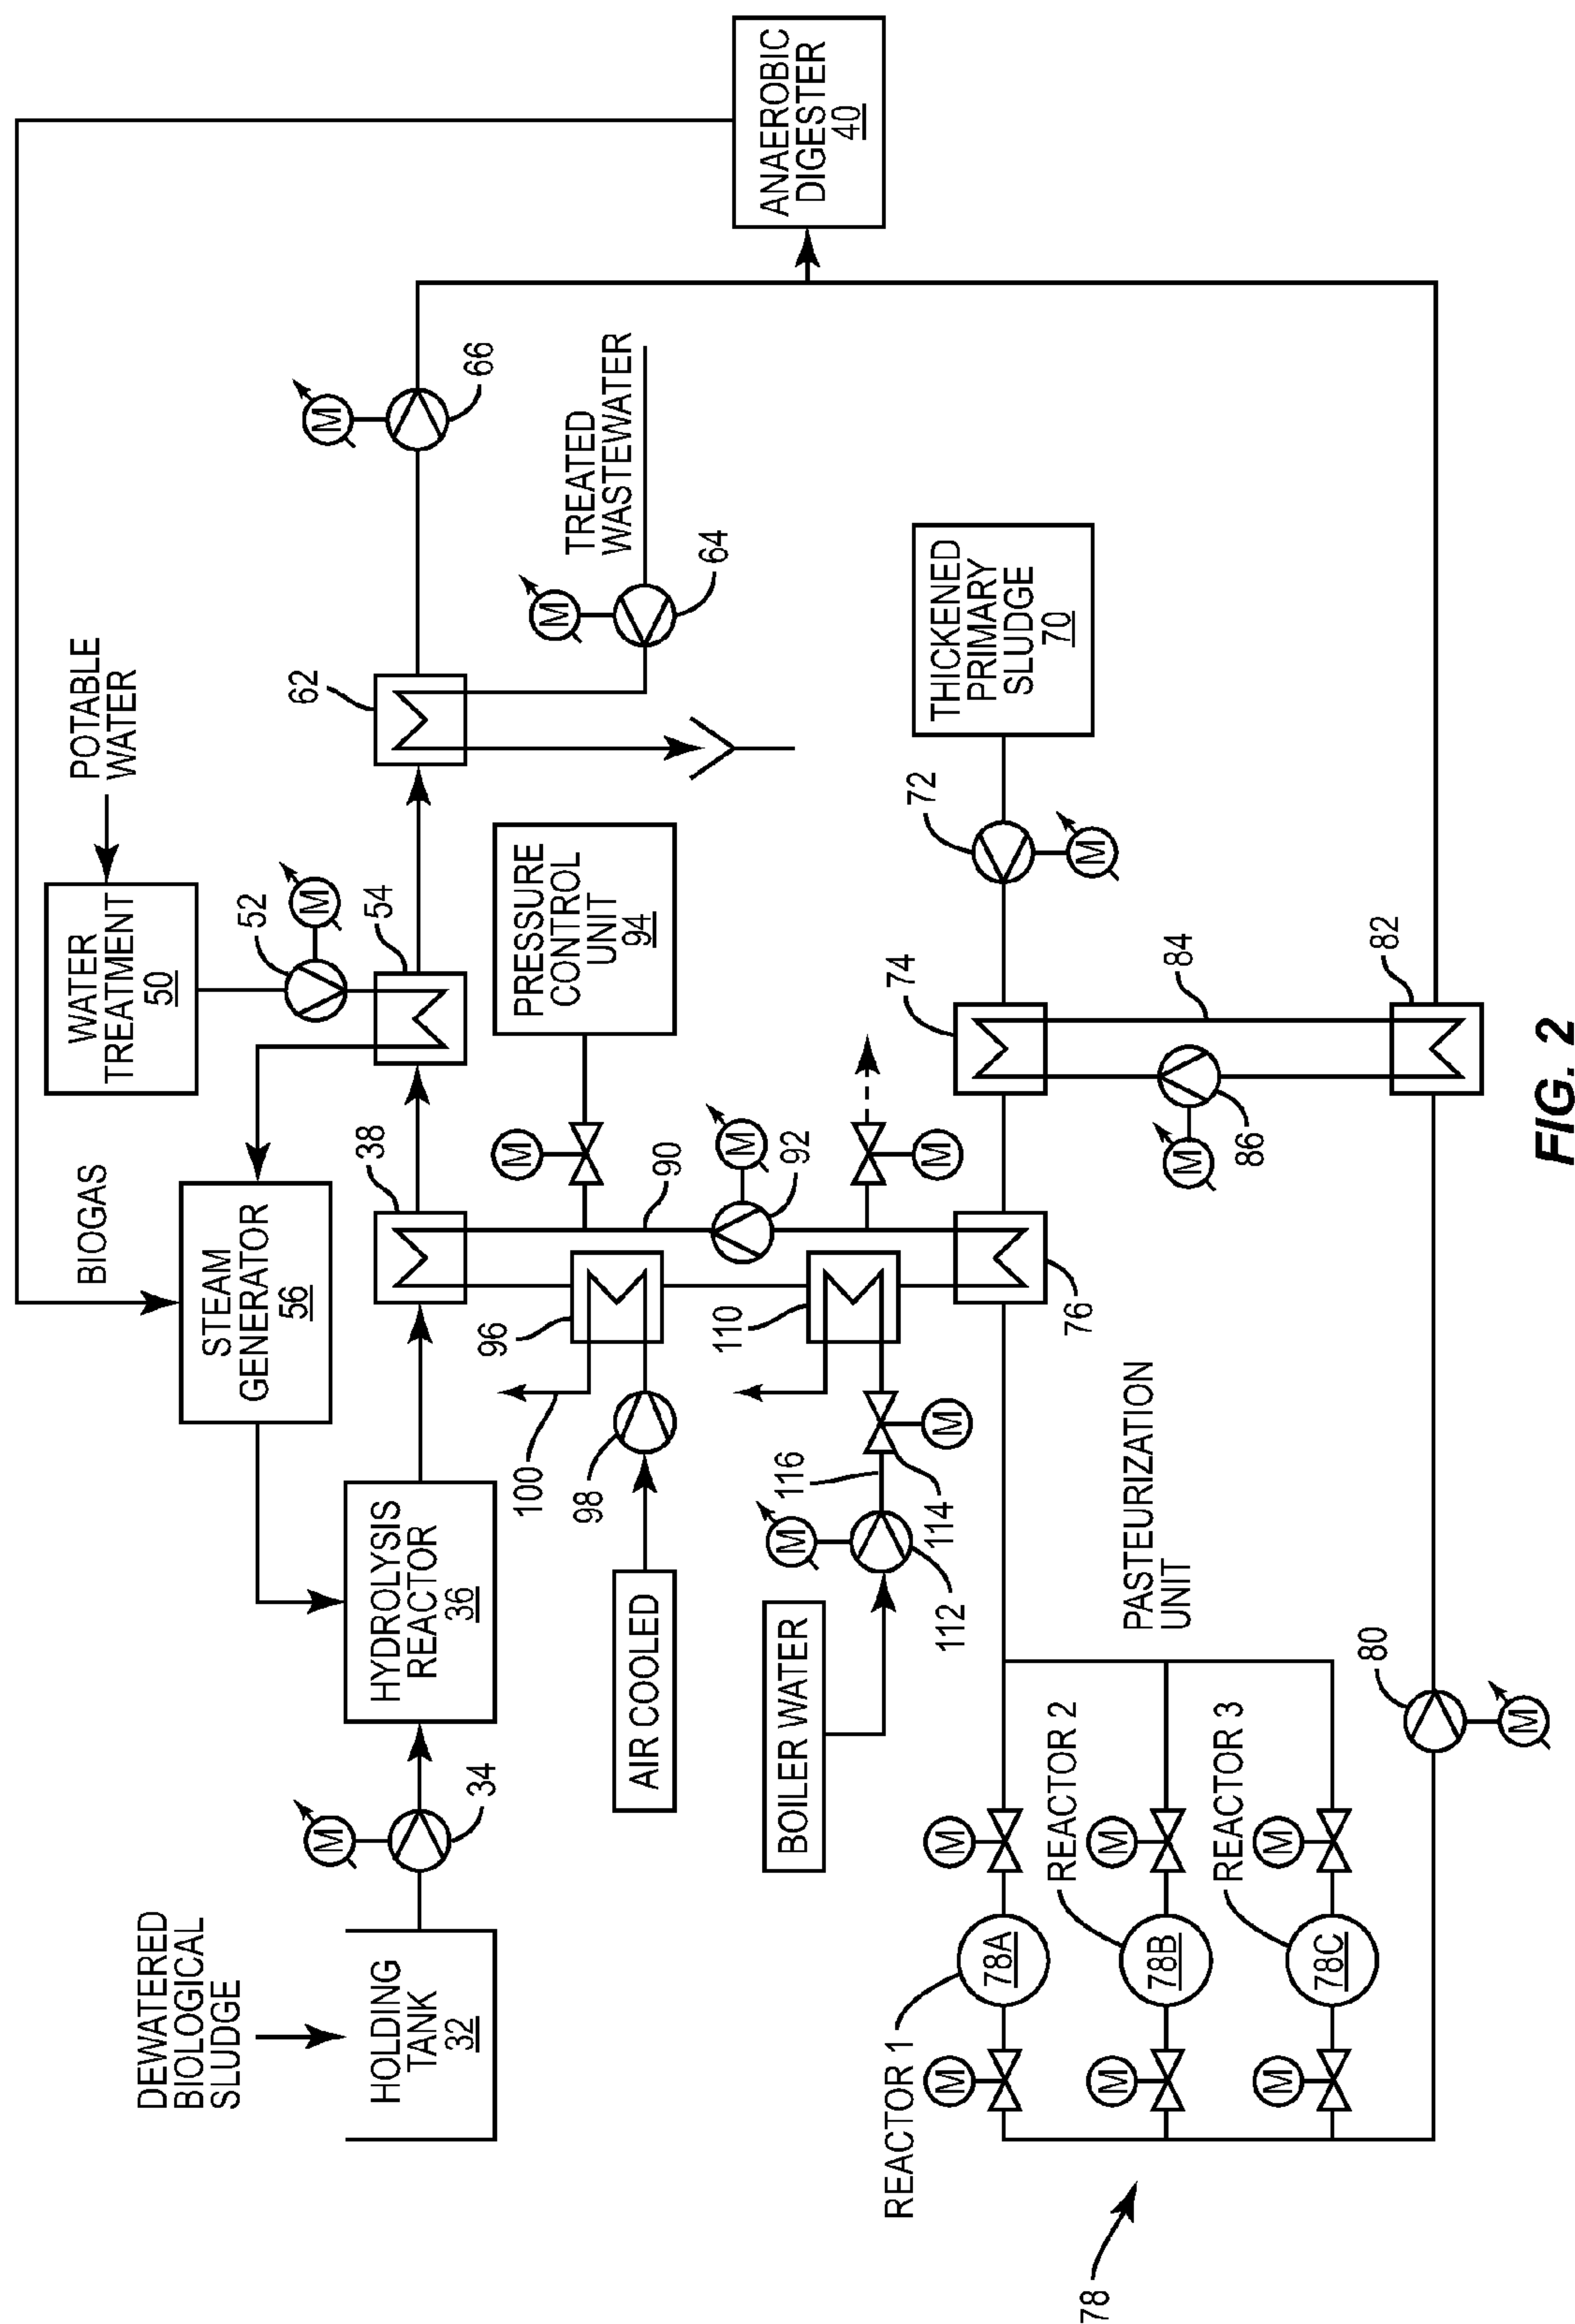 DEWATERED
BIOLOGICAL
SLUDGE
HOLDING
TANK
32
M
34
HYDROLYSIS
REACTOR
36
BIOGAS
STEAM
GENERATOR
56
POTABLE
WATER
WATER
TREATMENT
50
52
M
54
38
62
M
66
ANAEROBIC
DIGESTER
40
TREATED
WASTEWATER
M
64
PRESSURE
CONTROL
UNIT
94
M
90
M
92
M
96
100
98
AIR COOLED
110
116
M
114
M
112
BOILER WATER
76
THICKENED
PRIMARY
SLUDGE
70
72
M
74
84
82
M
86
PASTEURIZATION
UNIT
REACTOR 1
M
78A
M
REACTOR 2
M
78B
M
REACTOR 3
M
78C
M
80
M
78
FIG. 2